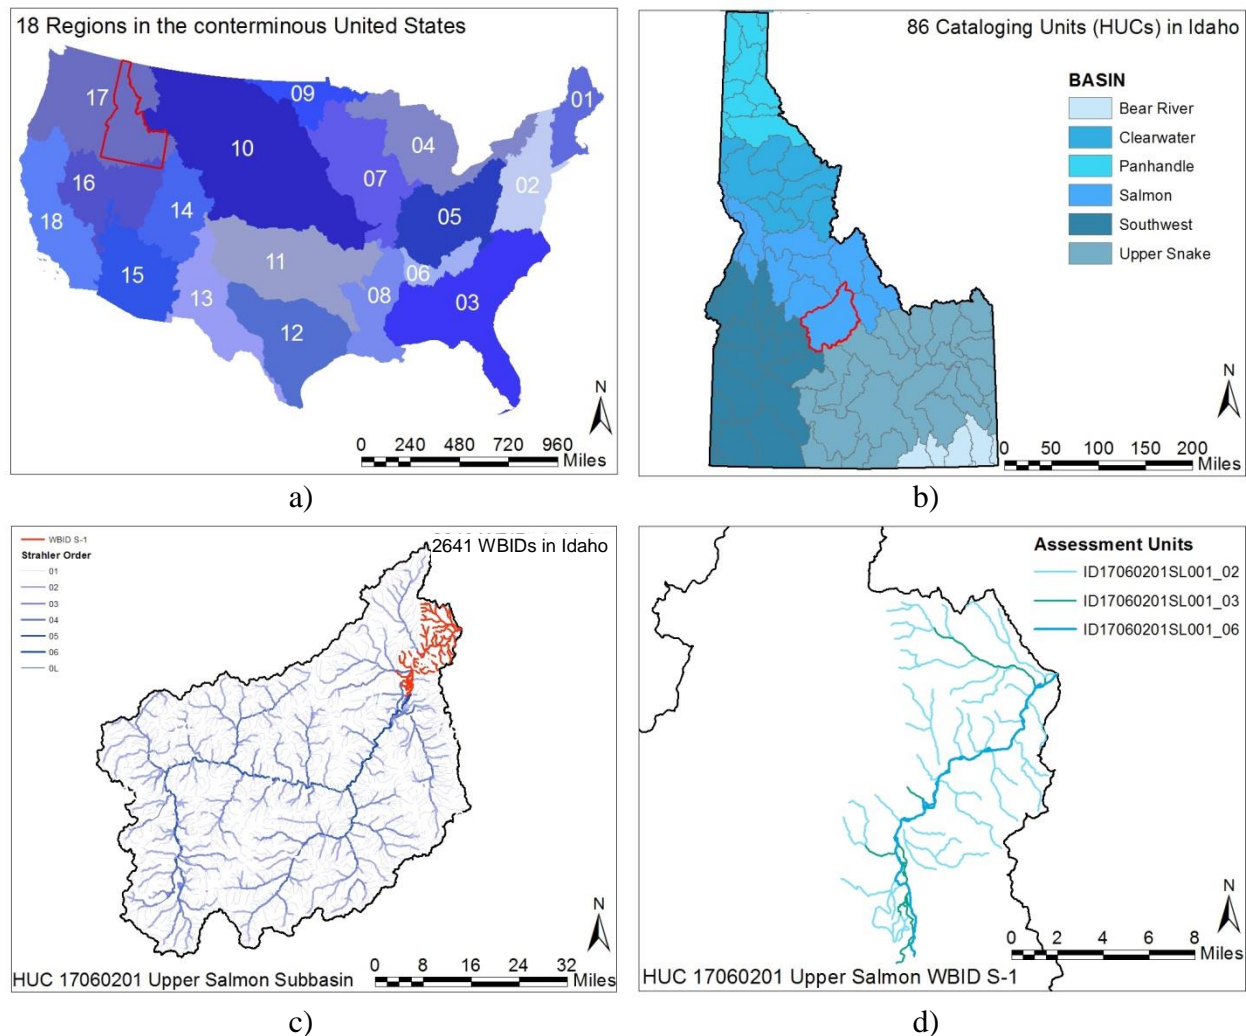 18 Regions in the conterminous United States
01
02
03
04
05
06
07
08
09
10
11
12
13
14
15
16
17
18
N
0 240 480 720 960
Miles
a)
86 Cataloging Units (HUCs) in Idaho
BASIN
Bear River
Clearwater
Panhandle
Salmon
Southwest
Upper Snake
N
0 50 100 150 200
Miles
b)
WBID S-1
Strahler Order
01
02
03
04
05
06
0L
2641 WBIDs in Idaho
N
HUC 17060201 Upper Salmon Subbasin
0 8 16 24 32
Miles
c)
Assessment Units
ID17060201SL001_02
ID17060201SL001_03
ID17060201SL001_06
N
0 2 4 6 8
Miles
HUC 17060201 Upper Salmon WBID S-1
d)